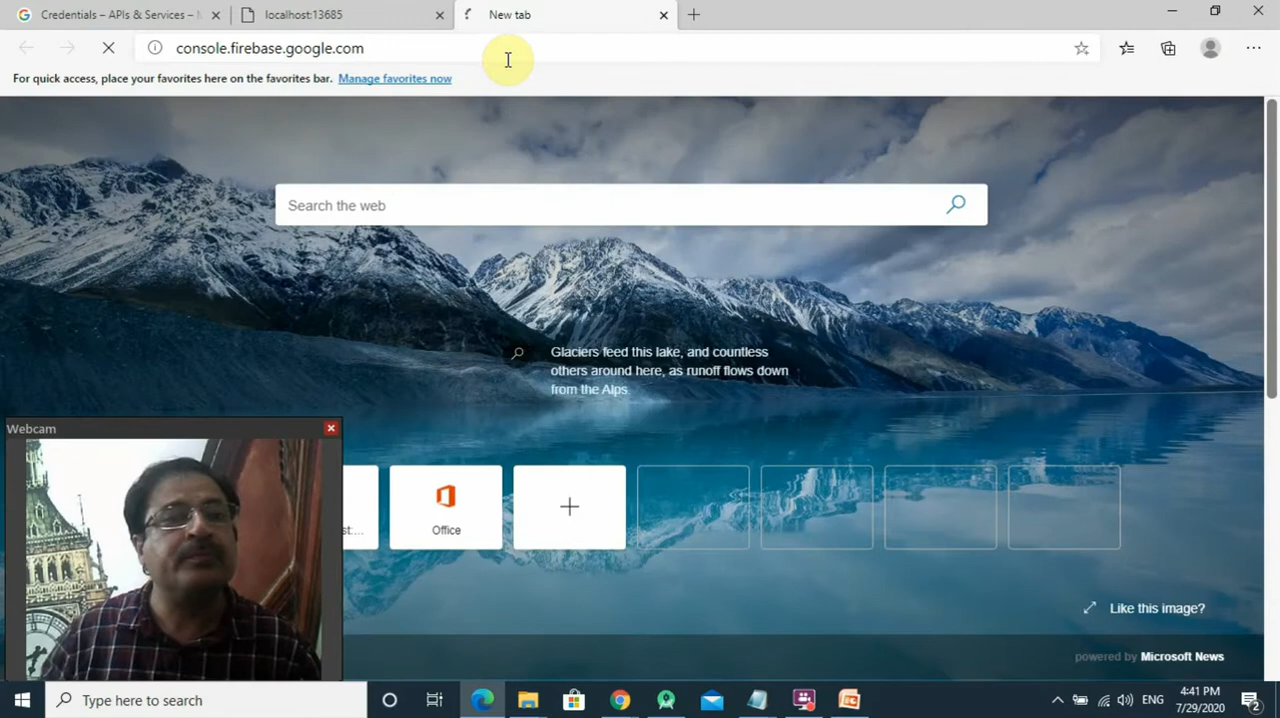 Credentials – APIs & Services –
localhost:13685
New tab
console.firebase.google.com
For quick access, place your favorites here on the favorites bar. Manage favorites now
Search the web
Glaciers feed this lake, and countless
others around here, as runoff flows down
from the Alps.
Webcam
st:...
Office
Like this image?
powered by Microsoft News
Type here to search
ENG
4:41 PM
7/29/2020
2